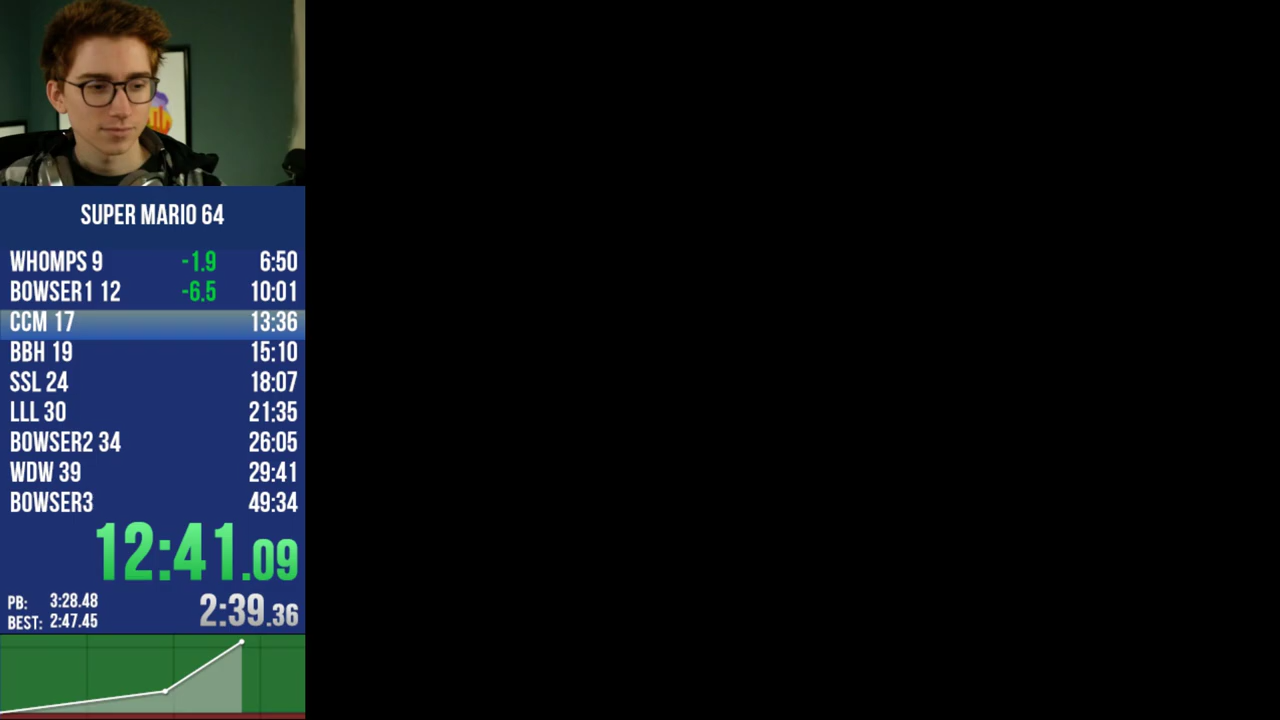 SUPER MARIO 64
WHOMPS 9 -1.9 6:50
BOWSER1 12 -6.5 10:01
CCM 17 13:36
BBH 19 15:10
SSL 24 18:07
LLL 30 21:35
BOWSER2 34 26:05
WDW 39 29:41
BOWSER3 49:34
12:41.09
PB: 3:28.48 2:39.36
BEST: 2:47.45